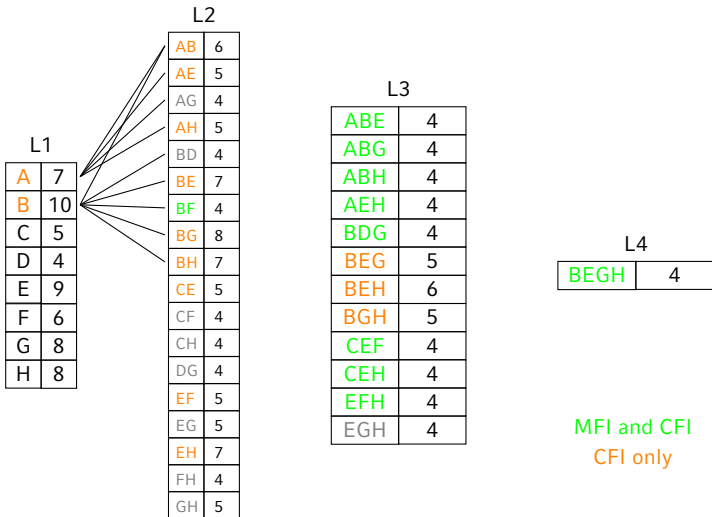 L1
A 7
B 10
C 5
D 4
E 9
F 6
G 8
H 8
L2
AB 6
AE 5
AG 4
AH 5
BD 4
BE 7
BF 4
BG 8
BH 7
CE 5
CF 4
CH 4
DG 4
EF 5
EG 5
EH 7
FH 4
GH 5
L3
ABE 4
ABG 4
ABH 4
AEH 4
BDG 4
BEG 5
BEH 6
BGH 5
CEF 4
CEH 4
EFH 4
EGH 4
L4
BEGH 4
MFI and CFI
CFI only